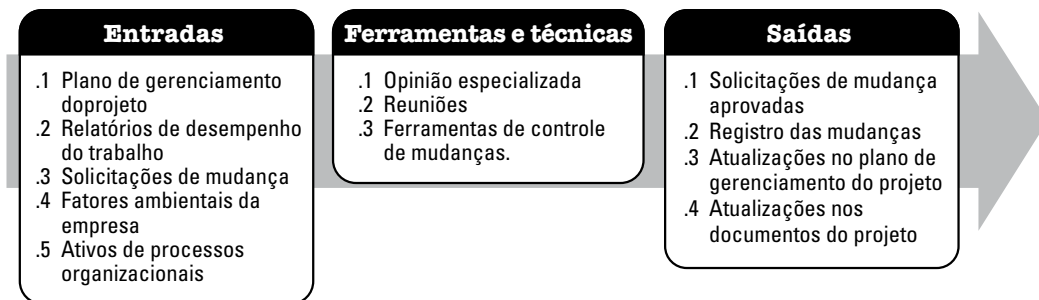 Entradas
.1 Plano de gerenciamento
doprojeto
.2 Relatórios de desempenho
do trabalho
.3 Solicitações de mudança
.4 Fatores ambientais da
empresa
.5 Ativos de processos
organizacionais
Ferramentas e técnicas
.1 Opinião especializada
.2 Reuniões
.3 Ferramentas de controle
de mudanças.
Saídas
.1 Solicitações de mudança
aprovadas
.2 Registro das mudanças
.3 Atualizações no plano de
gerenciamento do projeto
.4 Atualizações nos
documentos do projeto